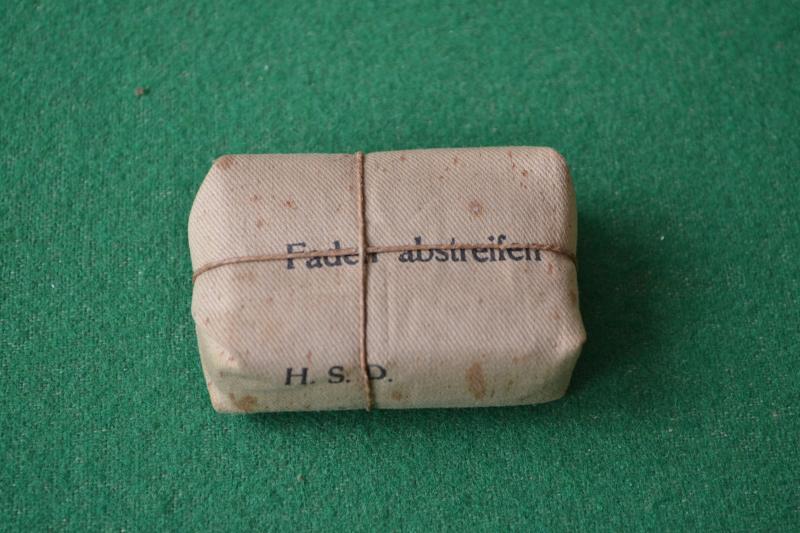 Faden abstreifen
H. S. D.